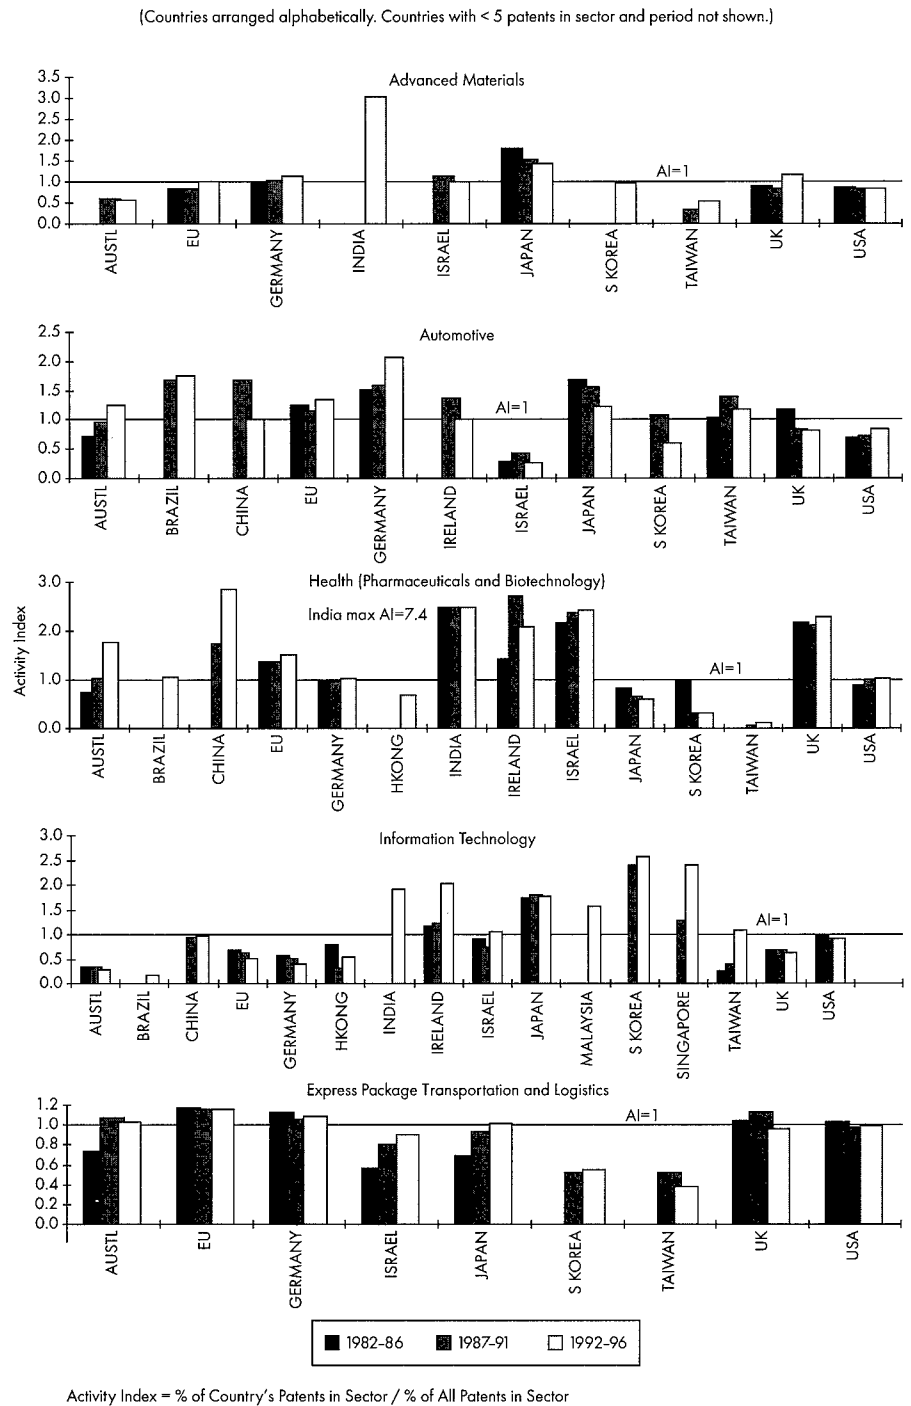 (Countries arranged alphabetically. Countries with < 5 patents in sector and period not shown.)
Advanced Materials
3.5
3.0
2.5
2.0
1.5
1.0
0.5
0.0
AI=1
AUSTL
EU
GERMANY
INDIA
ISRAEL
JAPAN
S KOREA
TAIWAN
UK
USA
Automotive
2.5
2.0
1.5
1.0
0.5
0.0
AI=1
AUSTL
BRAZIL
CHINA
EU
GERMANY
IRELAND
ISRAEL
JAPAN
S KOREA
TAIWAN
UK
USA
Health (Pharmaceuticals and Biotechnology)
India max AI=7.4
Activity Index
3.0
2.0
1.0
0.0
AI=1
AUSTL
BRAZIL
CHINA
EU
GERMANY
HKONG
INDIA
IRELAND
ISRAEL
JAPAN
S KOREA
TAIWAN
UK
USA
Information Technology
3.0
2.5
2.0
1.5
1.0
0.5
0.0
AI=1
AUSTL
BRAZIL
CHINA
EU
GERMANY
HKONG
INDIA
IRELAND
ISRAEL
JAPAN
MALAYSIA
S KOREA
SINGAPORE
TAIWAN
UK
USA
Express Package Transportation and Logistics
1.2
1.0
0.8
0.6
0.4
0.2
0.0
AI=1
AUSTL
EU
GERMANY
ISRAEL
JAPAN
S KOREA
TAIWAN
UK
USA
1982-86
1987-91
1992-96
Activity Index = % of Country's Patents in Sector / % of All Patents in Sector